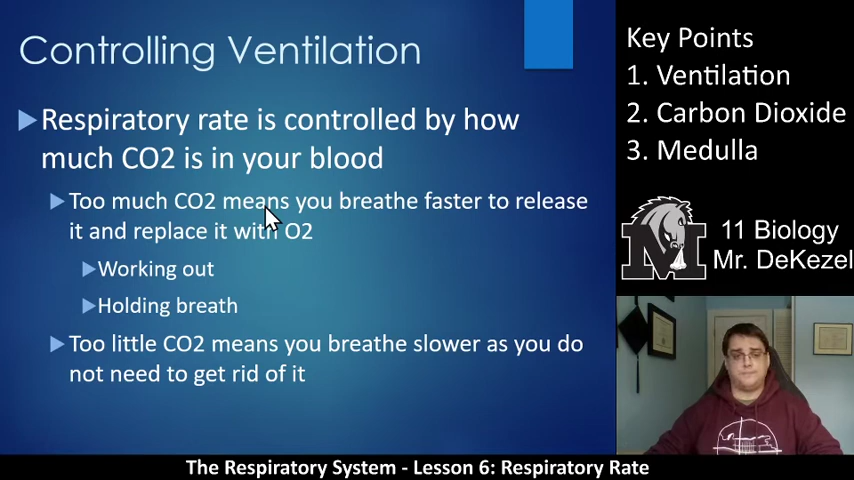 Controlling Ventilation
Respiratory rate is controlled by how
much CO2 is in your blood
Too much CO2 means you breathe faster to release
it and replace it with O2
Working out
Holding breath
Too little CO2 means you breathe slower as you do
not need to get rid of it
Key Points
1. Ventilation
2. Carbon Dioxide
3. Medulla
M
11 Biology
Mr. DeKezel
The Respiratory System - Lesson 6: Respiratory Rate